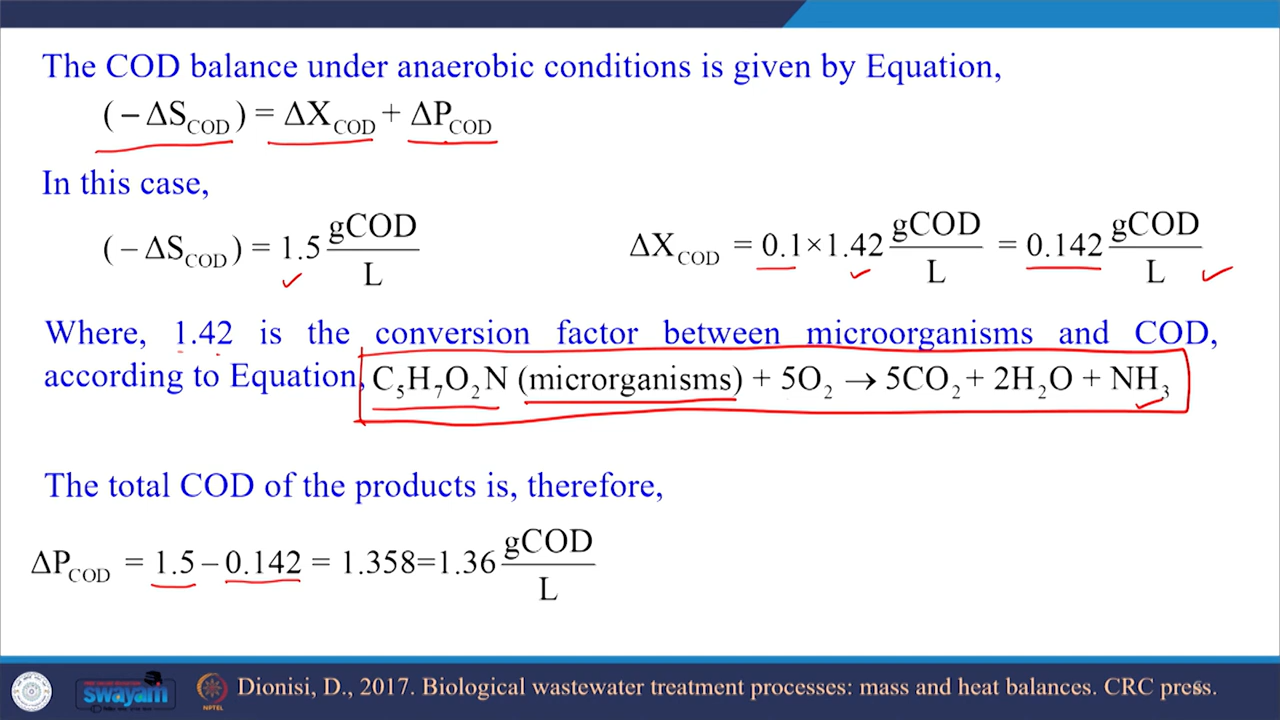 The COD balance under anaerobic conditions is given by Equation,
(−ΔS_COD) = ΔX_COD + ΔP_COD
In this case,
(−ΔS_COD) = 1.5 gCOD/L    ΔX_COD = 0.1×1.42 gCOD/L = 0.142 gCOD/L
Where, 1.42 is the conversion factor between microorganisms and COD,
according to Equation, C₅H₇O₂N (microrganisms) + 5O₂ → 5CO₂ + 2H₂O + NH₃
The total COD of the products is, therefore,
ΔP_COD = 1.5 − 0.142 = 1.358=1.36 gCOD/L
swayam NPTEL Dionisi, D., 2017. Biological wastewater treatment processes: mass and heat balances. CRC press.